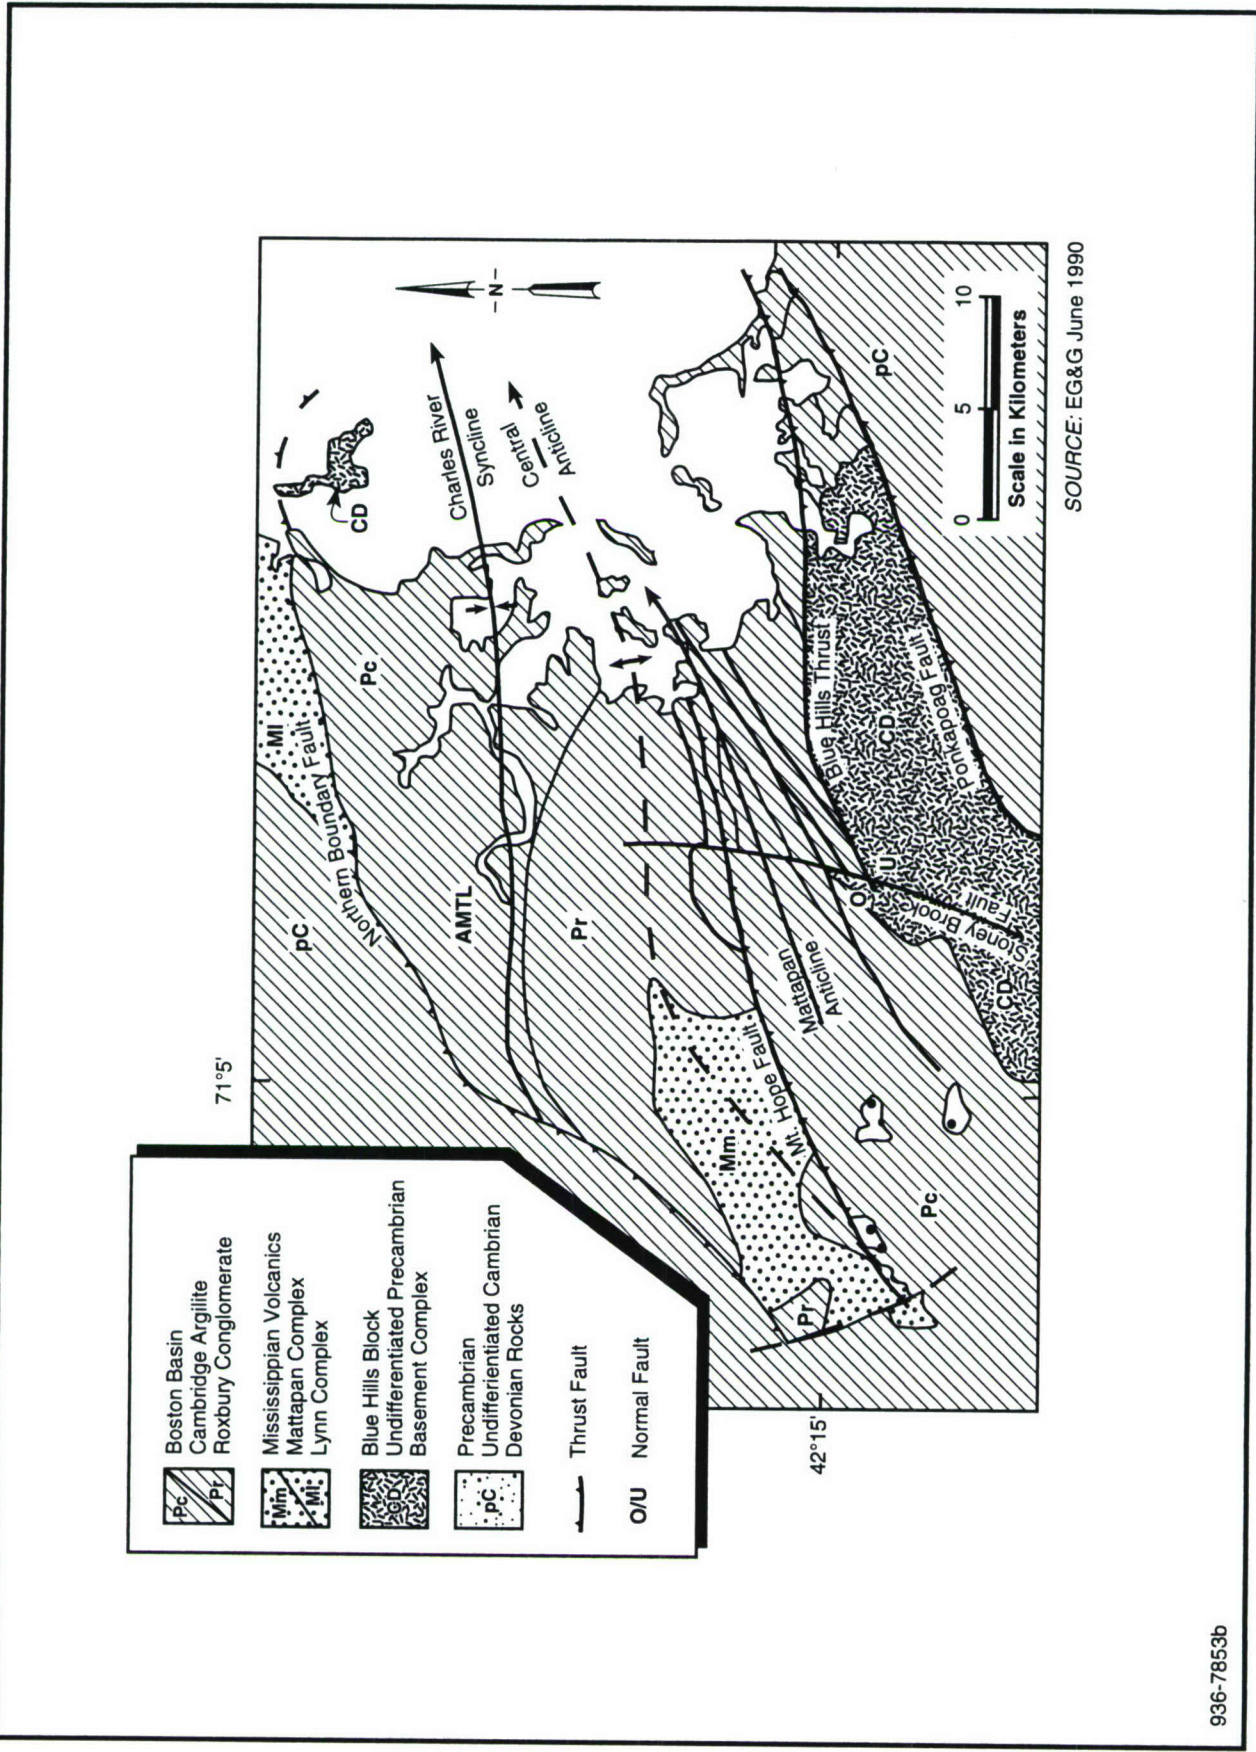 Pc
Pr
Boston Basin
Cambridge Argilite
Roxbury Conglomerate
Mm
Ml
Mississippian Volcanics
Mattapan Complex
Lynn Complex
CD
Blue Hills Block
Undifferentiated Precambrian
Basement Complex
pC
Precambrian
Undifferientiated Cambrian
Devonian Rocks
Thrust Fault
O/U
Normal Fault
71°5'
42°15'
pC
Ml
Northern Boundary Fault
Pc
CD
Charles River
Syncline
Central
Anticline
-N-
AMTL
Pr
Mm
Mt. Hope Fault
Mattapan
Anticline
Pr
Pc
O
U
Stoney Brook
Fault
CD
Blue Hills Thrust
CD
Ponkapoag Fault
pC
0
5
10
Scale in Kilometers
SOURCE: EG&G June 1990
936-7853b